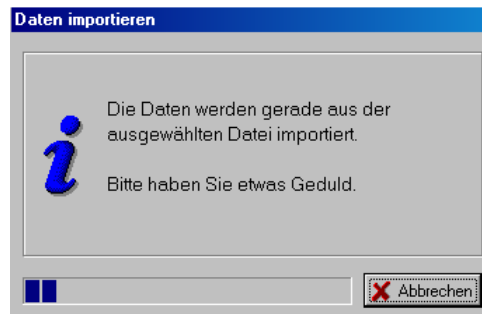 Daten importieren
Die Daten werden gerade aus der
ausgewählten Datei importiert.
Bitte haben Sie etwas Geduld.
Abbrechen